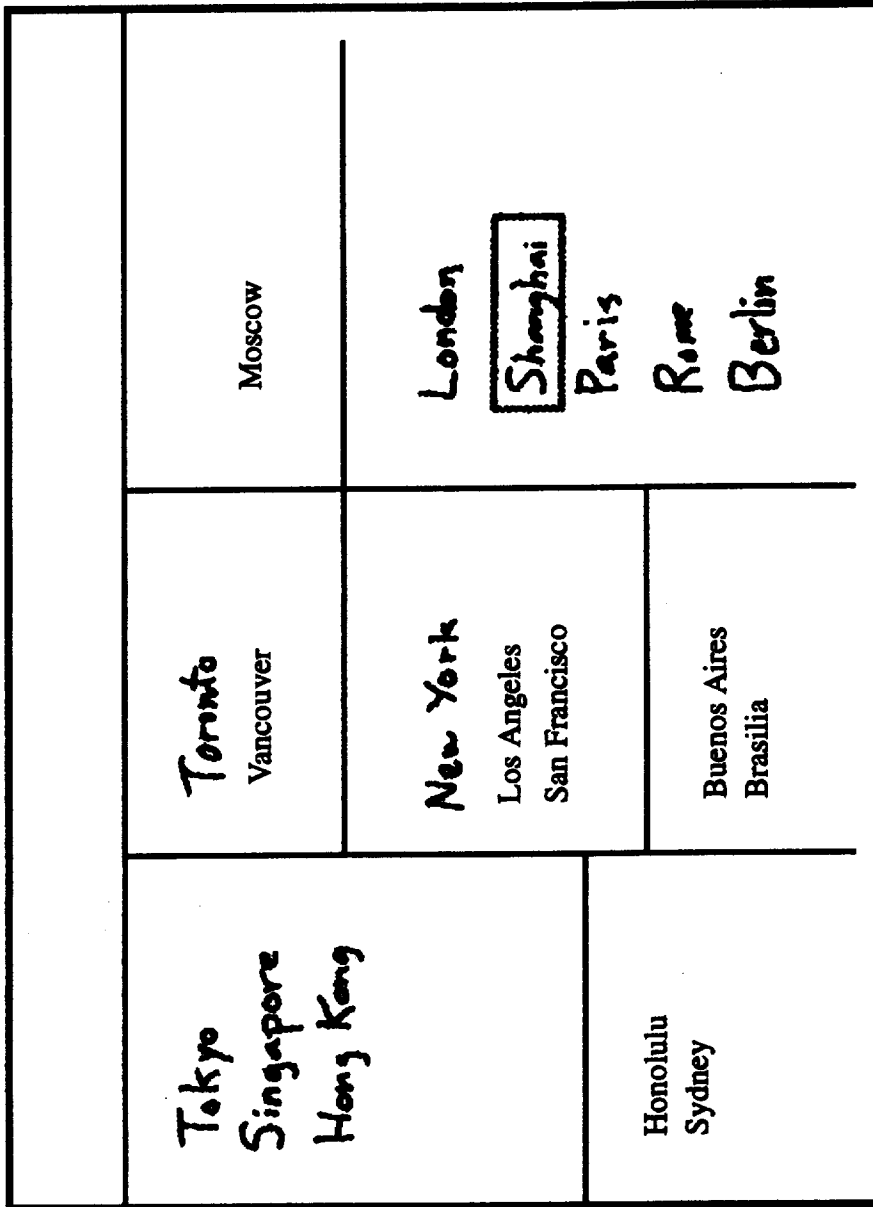 Tokyo
Singapore
Hong Kong
Honolulu
Sydney
Toronto
Vancouver
New York
Los Angeles
San Francisco
Buenos Aires
Brasilia
Moscow
London
Shanghai
Paris
Rome
Berlin